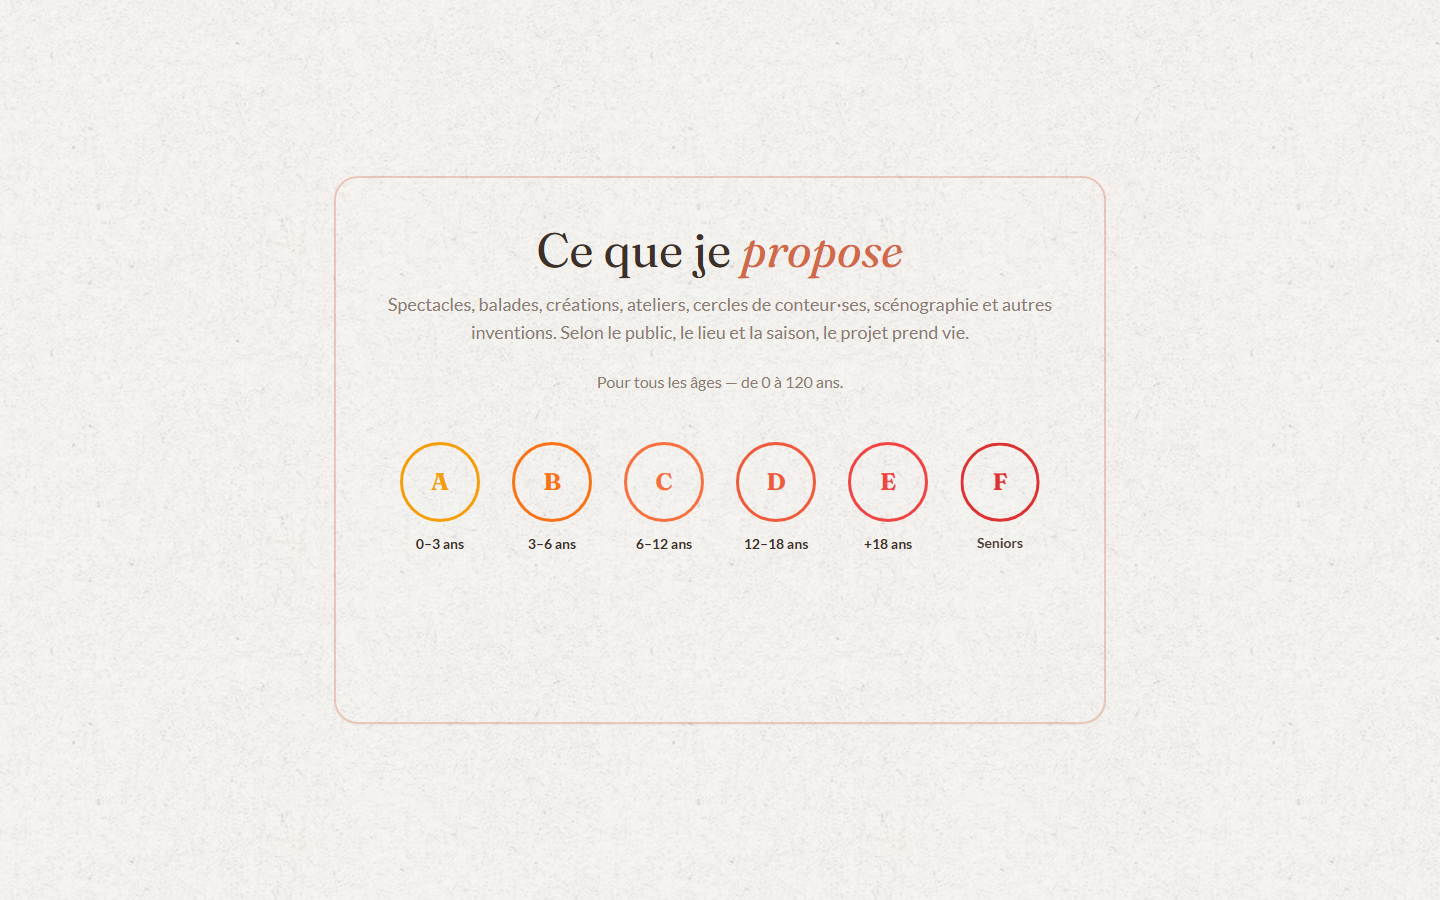 Ce que je propose
Spectacles, balades, créations, ateliers, cercles de conteur·ses, scénographie et autres
inventions. Selon le public, le lieu et la saison, le projet prend vie.
Pour tous les âges — de 0 à 120 ans.
A B C D E F
0–3 ans 3–6 ans 6–12 ans 12–18 ans +18 ans Seniors